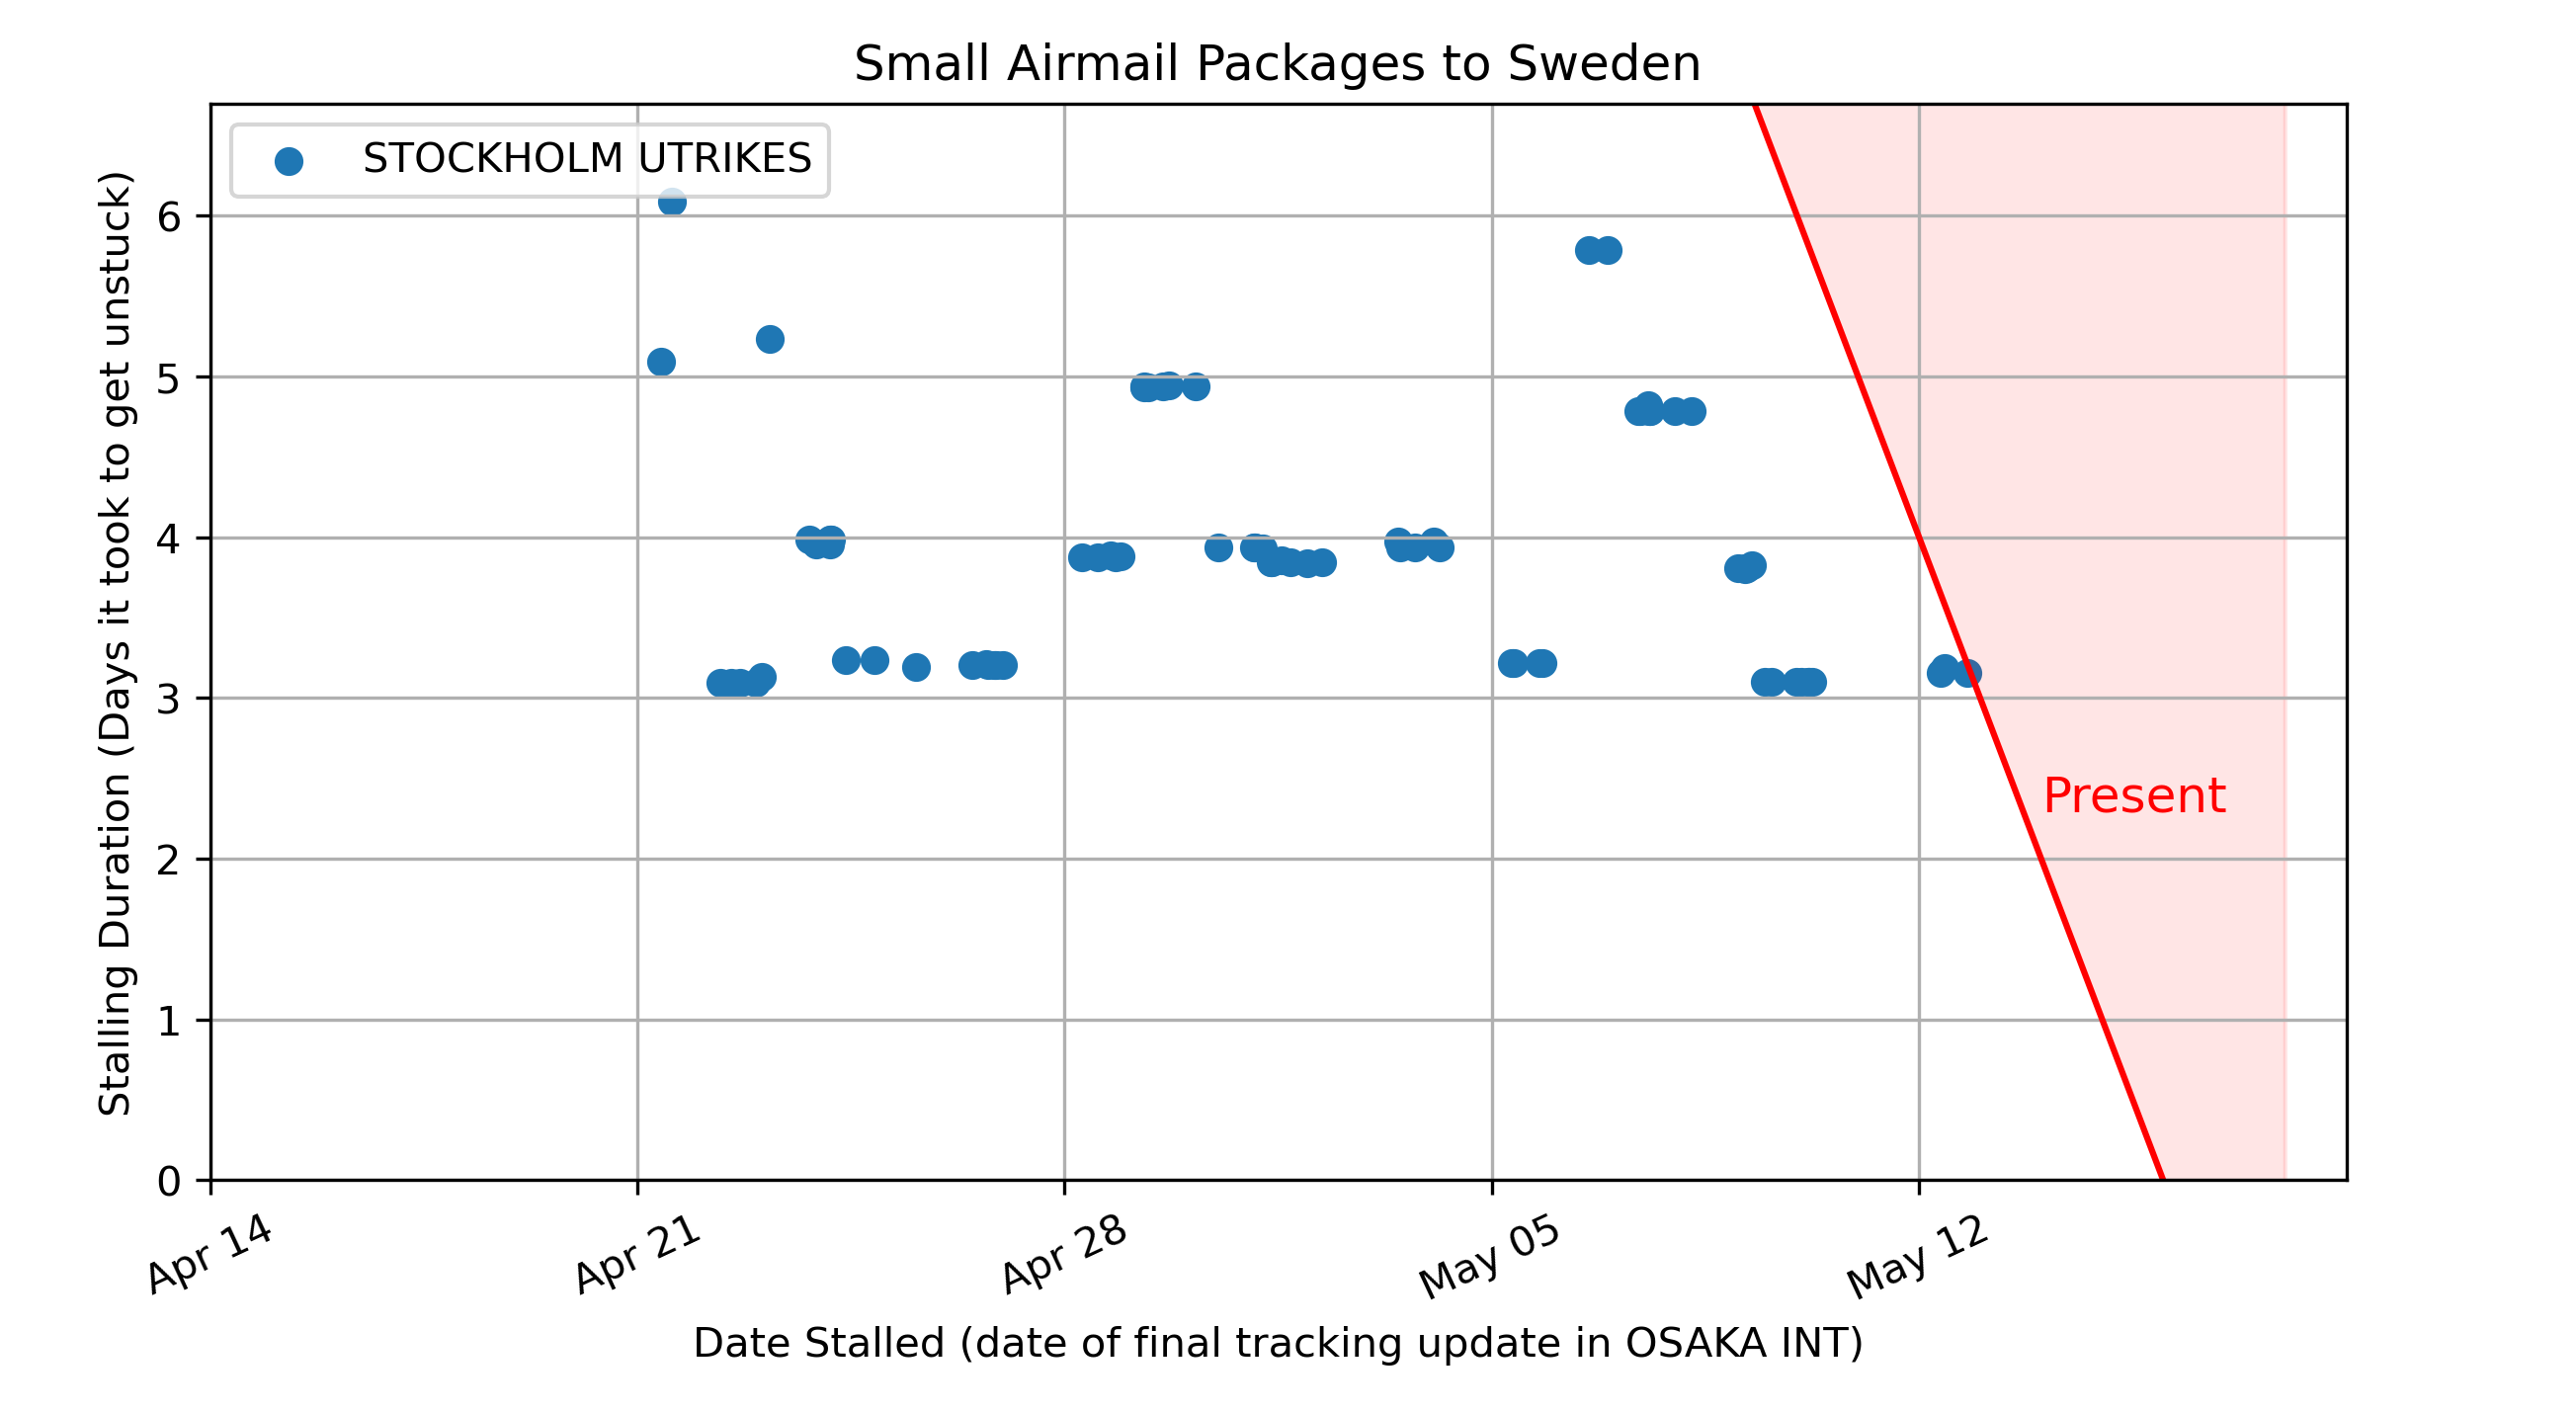 Small Airmail Packages to Sweden
STOCKHOLM UTRIKES
Stalling Duration (Days it took to get unstuck)
6
5
4
3
2
1
0
Present
Apr 14
Apr 21
Apr 28
May 05
May 12
Date Stalled (date of final tracking update in OSAKA INT)